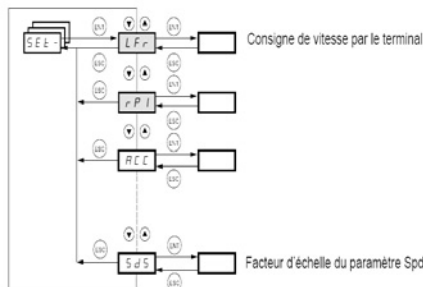 ENT
SEt-
LFr
ENT
Consigne de vitesse par le terminal
ESC
ESC
ESC
rPI
ENT
ESC
ESC
ACC
ENT
ESC
ESC
SdS
ENT
Facteur d'échelle du paramètre Spd
ESC